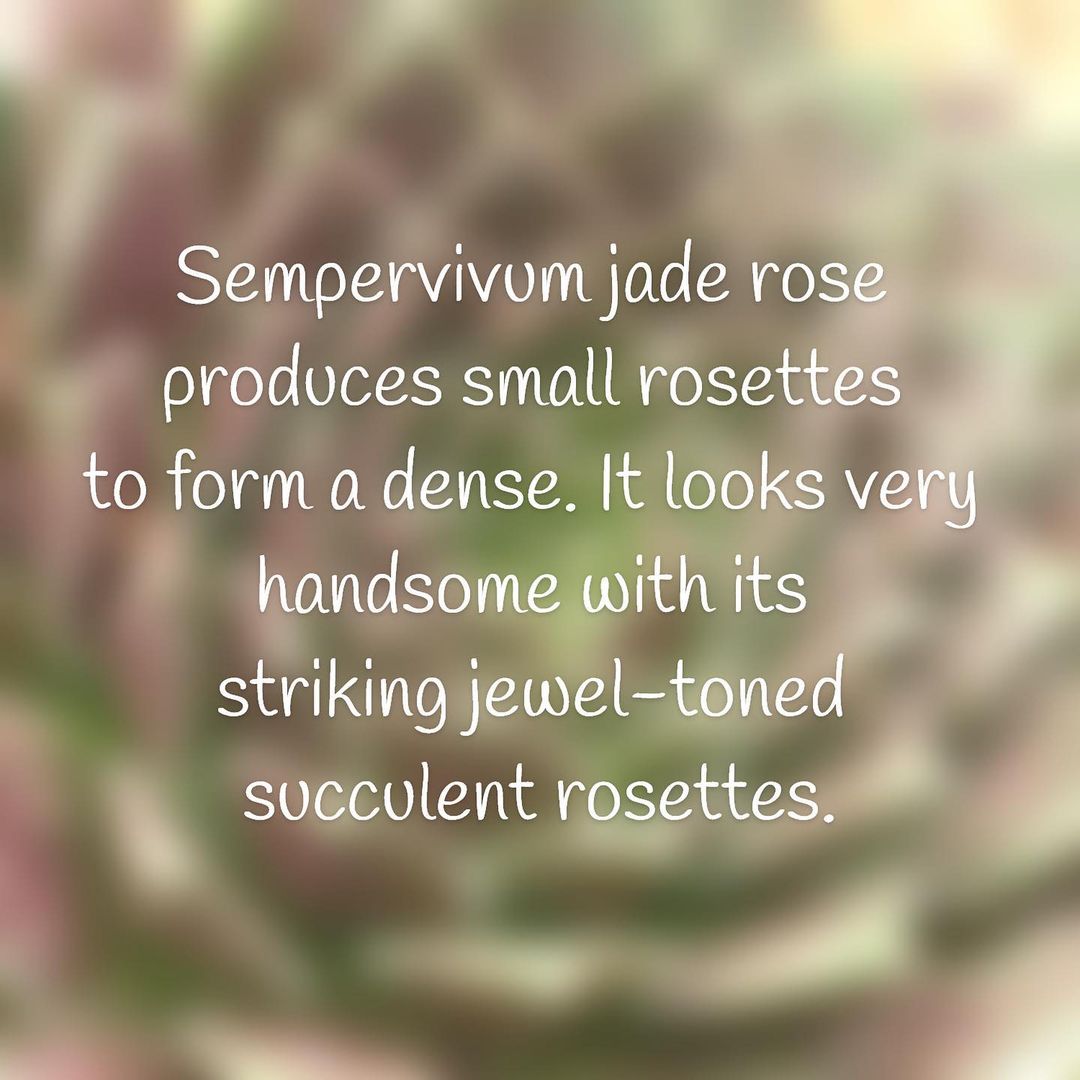 Sempervivum jade rose
produces small rosettes
to form a dense. It looks very
handsome with its
striking jewel-toned
succulent rosettes.